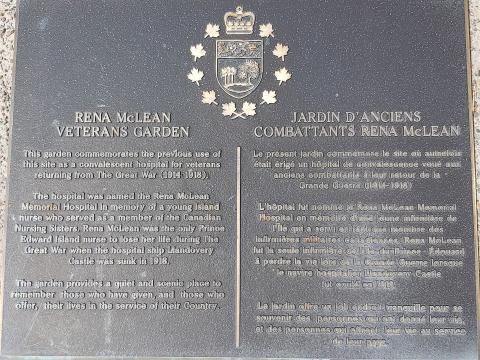 RENA McLEAN
VETERANS GARDEN
This garden commemorates the previous use of
this site as a convalescent hospital for veterans
returning from The Great War (1914-1918).
The hospital was named the Rena McLean
Memorial Hospital in memory of a young Island
nurse who served as a member of the Canadian
Nursing Sisters. Rena McLean was the only Prince
Edward Island nurse to lose her life during The
Great War when the hospital ship Llandovery
Castle was sunk in 1918.
The garden provides a quiet and scenic place to
remember those who have given, and those who
offer, their lives in the service of their Country.
JARDIN D'ANCIENS
COMBATTANTS RENA McLEAN
Le présent jardin commémore le site où autrefois
était érigé un hôpital de convalescence voué aux
anciens combattants à leur retour de la
Grande Guerre (1914-1918)
L'hôpital fut nommé le Rena McLean Memorial
Hospital en mémoire d'une jeune infirmière de
l'Île qui a servi en tant que membre des
infirmières militaires canadiennes. Rena McLean
fut la seule infirmière de l'Île-du-Prince-Édouard
à perdre la vie lors de la guerre lorsque
le navire hospitalier Llandovery Castle
fut coulé en 1918.
Le jardin offre un joli endroit tranquille pour se
souvenir des personnes qui ont donné leur vie,
et des personnes qui offrent leur vie au service
de leur pays.